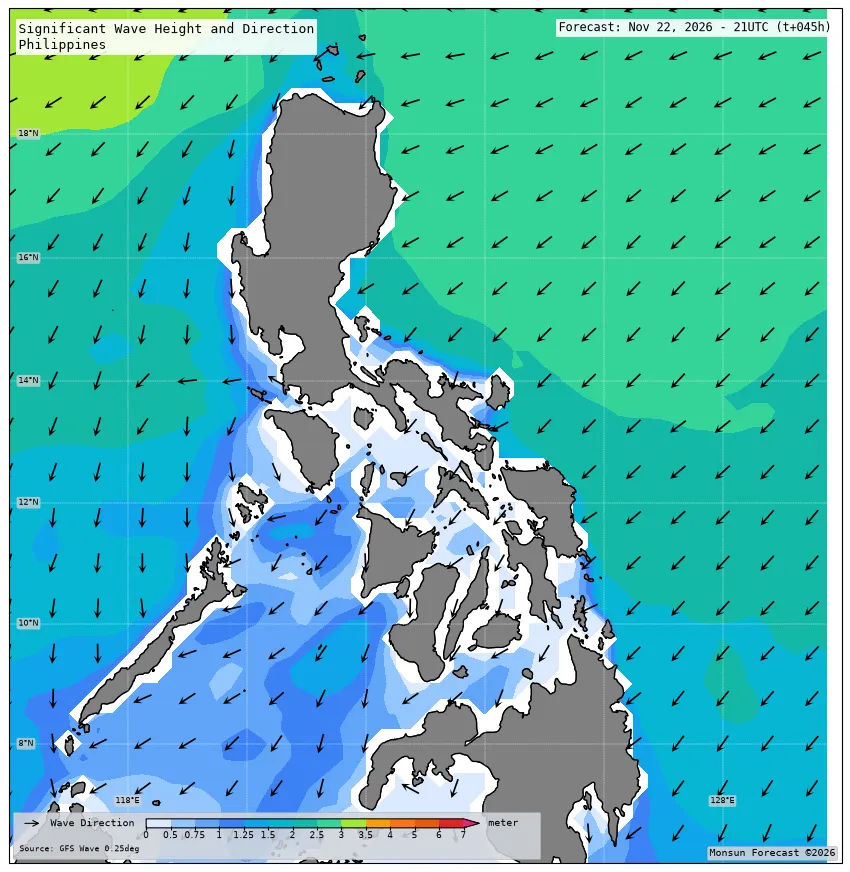 Significant Wave Height and Direction
Philippines
Forecast: Nov 22, 2026 - 21UTC (t+045h)
18°N
16°N
14°N
12°N
10°N
8°N
118°E
128°E
Wave Direction
meter
0 0.5 0.75 1 1.25 1.5 2 2.5 3 3.5 4 5 6 7
Source: GFS Wave 0.25deg
Monsun Forecast ©2026